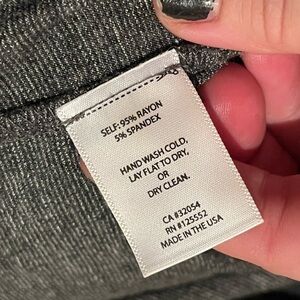 SELF: 95% RAYON
5% SPANDEX
HAND WASH COLD,
LAY FLAT TO DRY,
OR
DRY CLEAN.
CA #32054
RN #125552
MADE IN THE USA